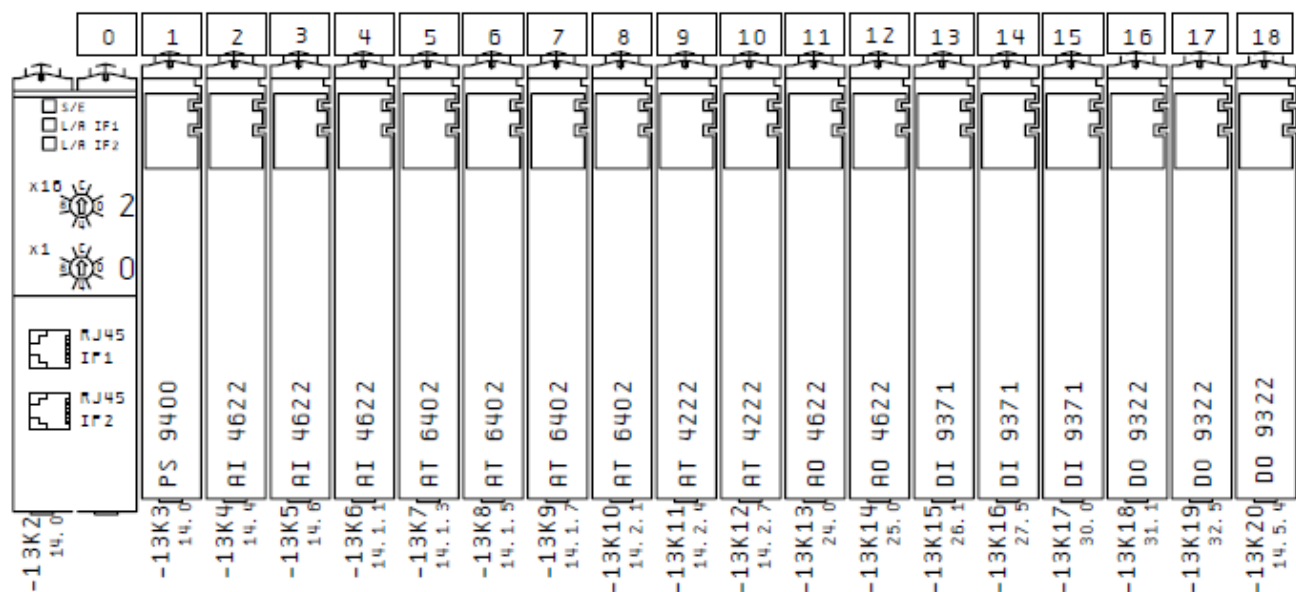 0 1 2 3 4 5 6 7 8 9 10 11 12 13 14 15 16 17 18
S/E
L/A IF1
L/A IF2
x16 2
x1 0
RJ45
IF1
RJ45
IF2
PS 9400
AI 4622
AI 4622
AI 4622
AT 6402
AT 6402
AT 6402
AT 6402
AT 4222
AT 4222
AO 4622
AO 4622
DI 9371
DI 9371
DI 9371
DO 9322
DO 9322
DO 9322
-13K2
14.0
-13K3
14.0
-13K4
14.4
-13K5
14.6
-13K6
14.1.1
-13K7
14.1.3
-13K8
14.1.5
-13K9
14.1.7
-13K10
14.2.1
-13K11
14.2.4
-13K12
14.2.7
-13K13
24.0
-13K14
25.0
-13K15
26.1
-13K16
27.5
-13K17
30.0
-13K18
31.1
-13K19
32.5
-13K20
14.5.4